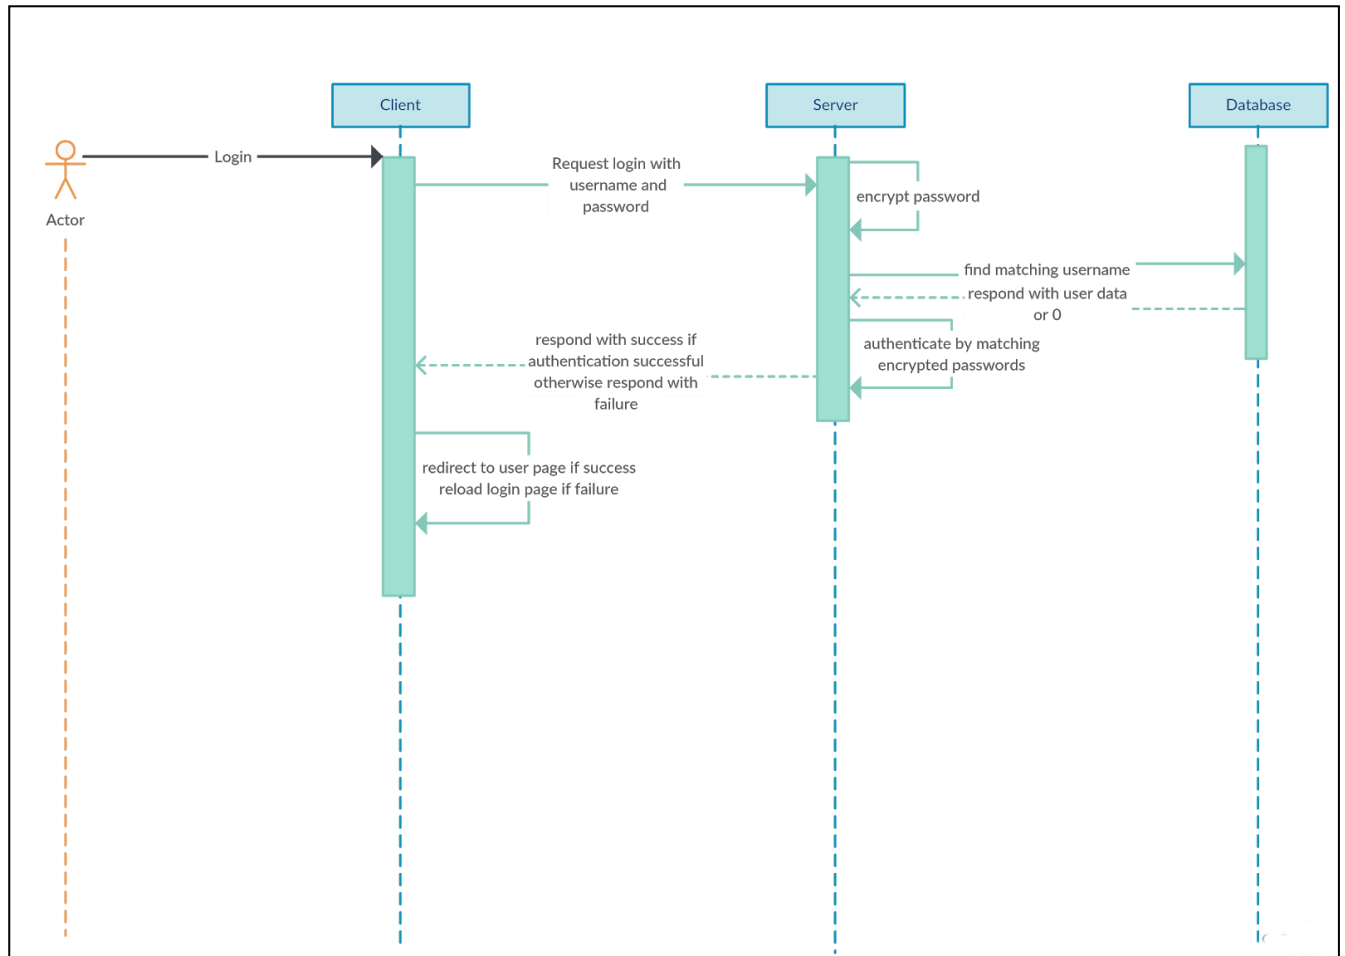 Client
Server
Database
Login
Actor
Request login with
username and
password
encrypt password
find matching username
respond with user data
or 0
authenticate by matching
encrypted passwords
respond with success if
authentication successful
otherwise respond with
failure
redirect to user page if success
reload login page if failure